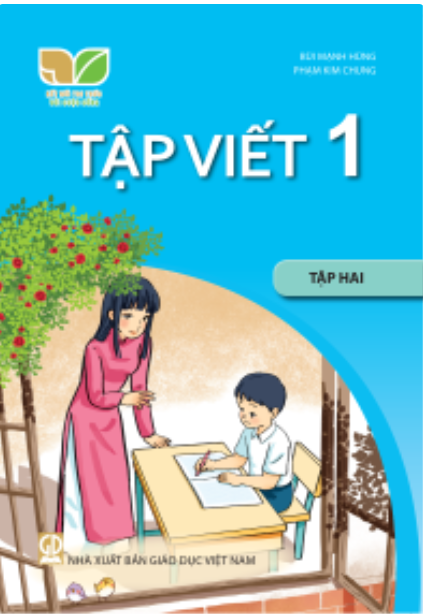 BÙI MẠNH HÙNG
PHẠM KIM CHUNG
TẬP VIẾT 1
TẬP HAI
NHÀ XUẤT BẢN GIÁO DỤC VIỆT NAM